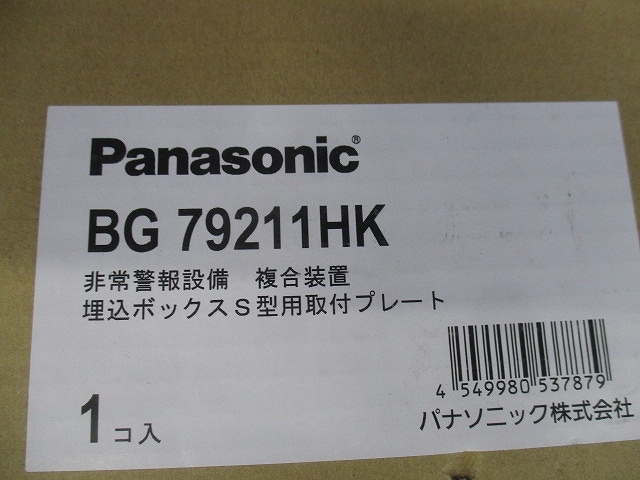 Panasonic®
BG 79211HK
非常警報設備　複合装置
埋込ボックスS型用取付プレート
4 549980 537879
1コ入
パナソニック株式会社